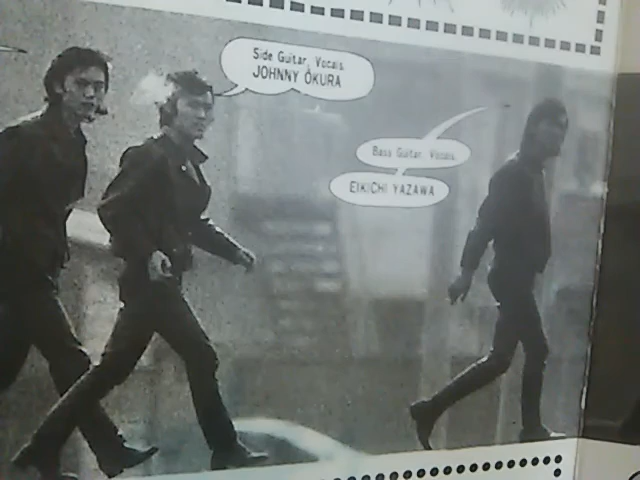 Side Guitar, Vocals.
JOHNNY ŌKURA
Bass Guitar, Vocals.
EIKICHI YAZAWA